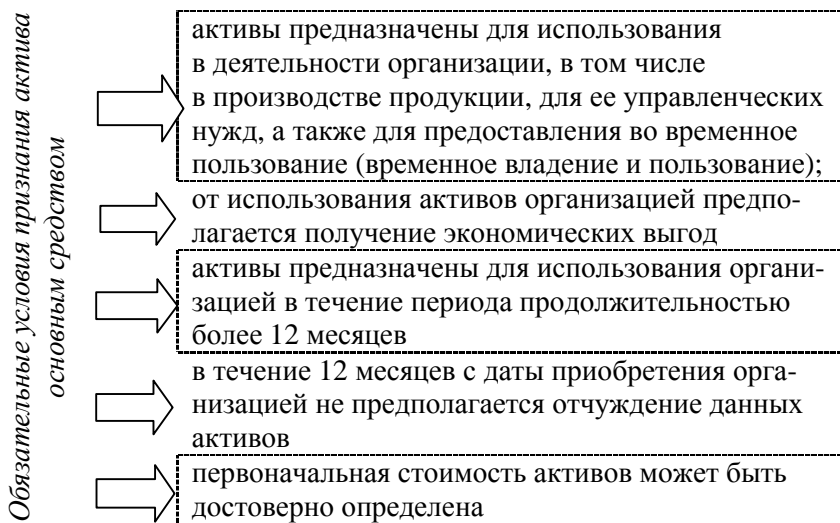 Обязательные условия признания актива
основным средством
активы предназначены для использования
в деятельности организации, в том числе
в производстве продукции, для ее управленческих
нужд, а также для предоставления во временное
пользование (временное владение и пользование);
от использования активов организацией предпо-
лагается получение экономических выгод
активы предназначены для использования органи-
зацией в течение периода продолжительностью
более 12 месяцев
в течение 12 месяцев с даты приобретения орга-
низацией не предполагается отчуждение данных
активов
первоначальная стоимость активов может быть
достоверно определена